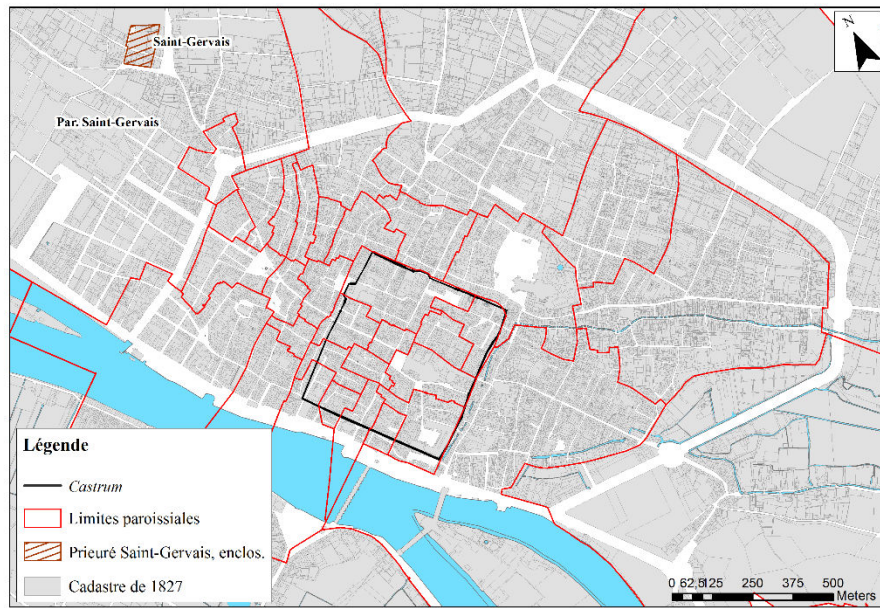 Saint-Gervais
N
Par. Saint-Gervais
Légende
Castrum
Limites paroissiales
Prieuré Saint-Gervais, enclos.
Cadastre de 1827
0 62,5125 250 375 500
Meters